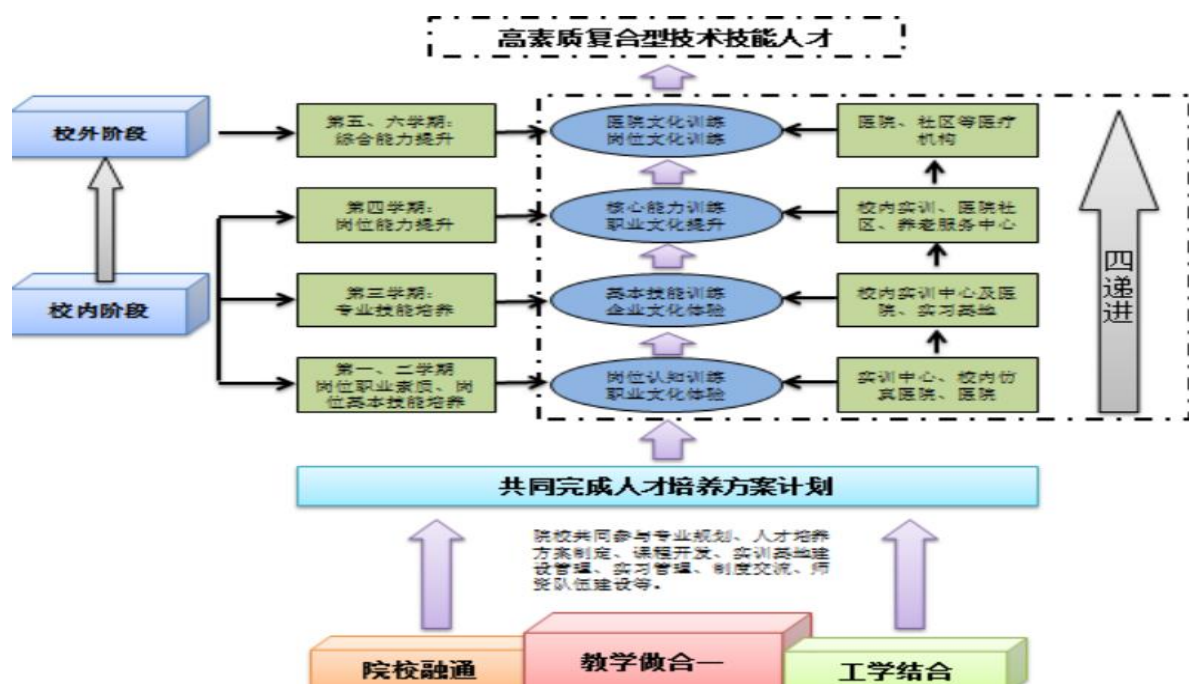 高素质复合型技术技能人才
校外阶段
第五、六学期:
综合能力提升
医院文化训练
岗位文化训练
医院、社区等医疗
机构
第四学期:
岗位能力提升
核心能力训练
职业文化提升
校内实训、医院社
区、养老服务中心
四递进
校内阶段
第三学期:
专业技能培养
基本技能训练
企业文化体验
校内实训中心及医
院、实习基地
第一、二学期
岗位职业素质、岗
位基本技能培养
岗位认知训练
职业文化体验
实训中心、校内仿
真医院、医院
共同完成人才培养方案计划
院校共同参与专业规划、人才培养
方案制定、课程开发、实训基地建
设管理、实习管理、制度交流、师
资队伍建设等。
院校融通
教学做合一
工学结合